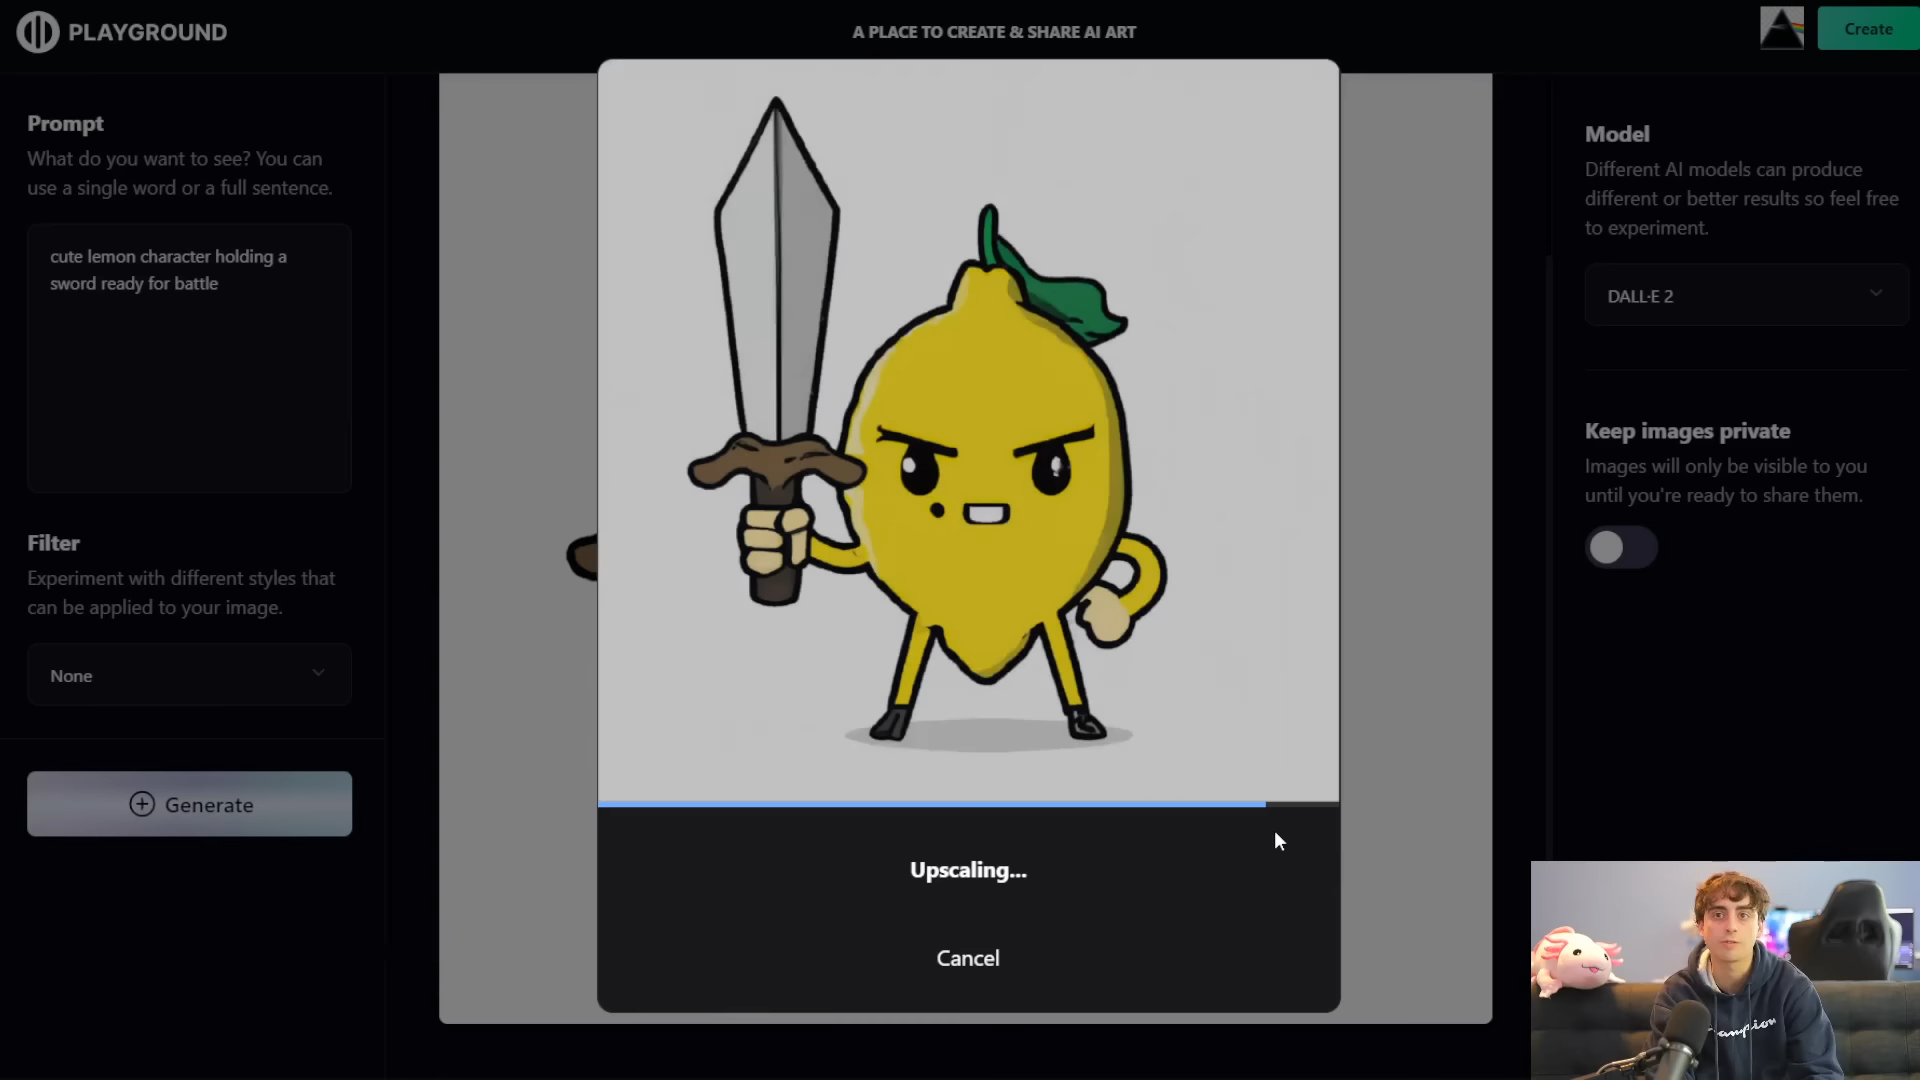 PLAYGROUND
A PLACE TO CREATE & SHARE AI ART
Create
Prompt
What do you want to see? You can
use a single word or a full sentence.
cute lemon character holding a
sword ready for battle
Filter
Experiment with different styles that
can be applied to your image.
None
Generate
Upscaling...
Cancel
Model
Different AI models can produce
different or better results so feel free
to experiment.
DALL·E 2
Keep images private
Images will only be visible to you
until you're ready to share them.